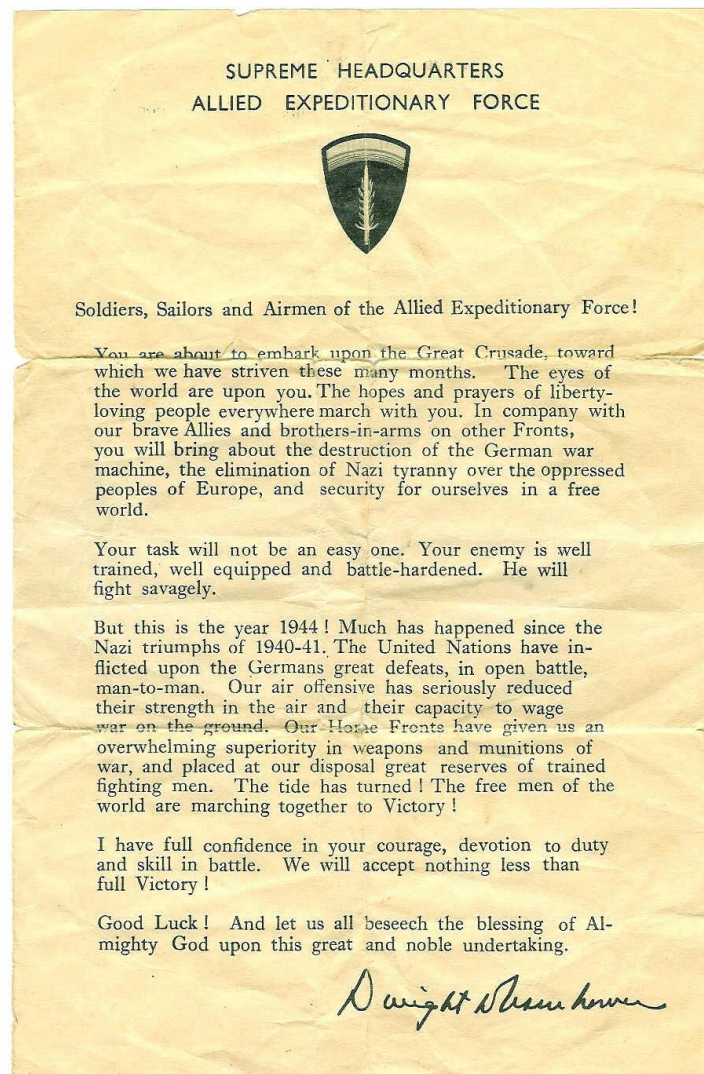 SUPREME HEADQUARTERS
ALLIED EXPEDITIONARY FORCE
Soldiers, Sailors and Airmen of the Allied Expeditionary Force!
You are about to embark upon the Great Crusade, toward
which we have striven these many months. The eyes of
the world are upon you. The hopes and prayers of liberty-
loving people everywhere march with you. In company with
our brave Allies and brothers-in-arms on other Fronts,
you will bring about the destruction of the German war
machine, the elimination of Nazi tyranny over the oppressed
peoples of Europe, and security for ourselves in a free
world.
Your task will not be an easy one. Your enemy is well
trained, well equipped and battle-hardened. He will
fight savagely.
But this is the year 1944! Much has happened since the
Nazi triumphs of 1940-41. The United Nations have in-
flicted upon the Germans great defeats, in open battle,
man-to-man. Our air offensive has seriously reduced
their strength in the air and their capacity to wage
war on the ground. Our Home Fronts have given us an
overwhelming superiority in weapons and munitions of
war, and placed at our disposal great reserves of trained
fighting men. The tide has turned! The free men of the
world are marching together to Victory!
I have full confidence in your courage, devotion to duty
and skill in battle. We will accept nothing less than
full Victory!
Good Luck! And let us all beseech the blessing of Al-
mighty God upon this great and noble undertaking.
Dwight D Eisenhower